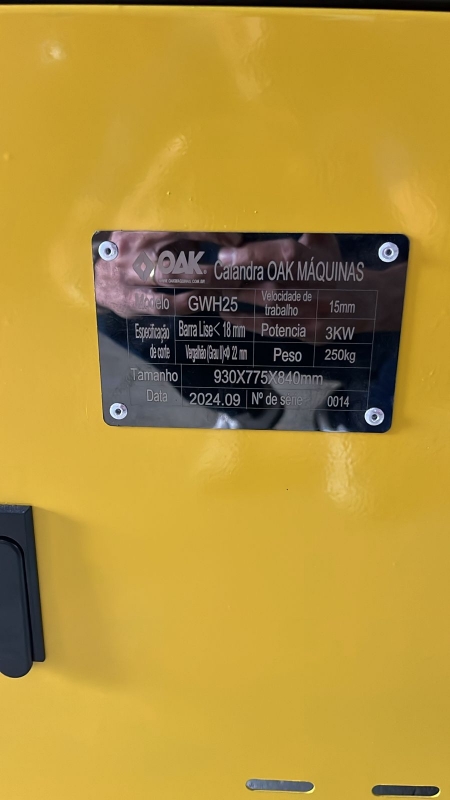 OAK® Calandra OAK MÁQUINAS
Modelo GWH25 Velocidade de trabalho 15mm
Especificação de corte Barra Lise< 18 mm Potencia 3KW
Vergalhão (Grau II)<Φ 22 mm Peso 250kg
Tamanho 930X775X840mm
Data 2024.09 Nº de série 0014